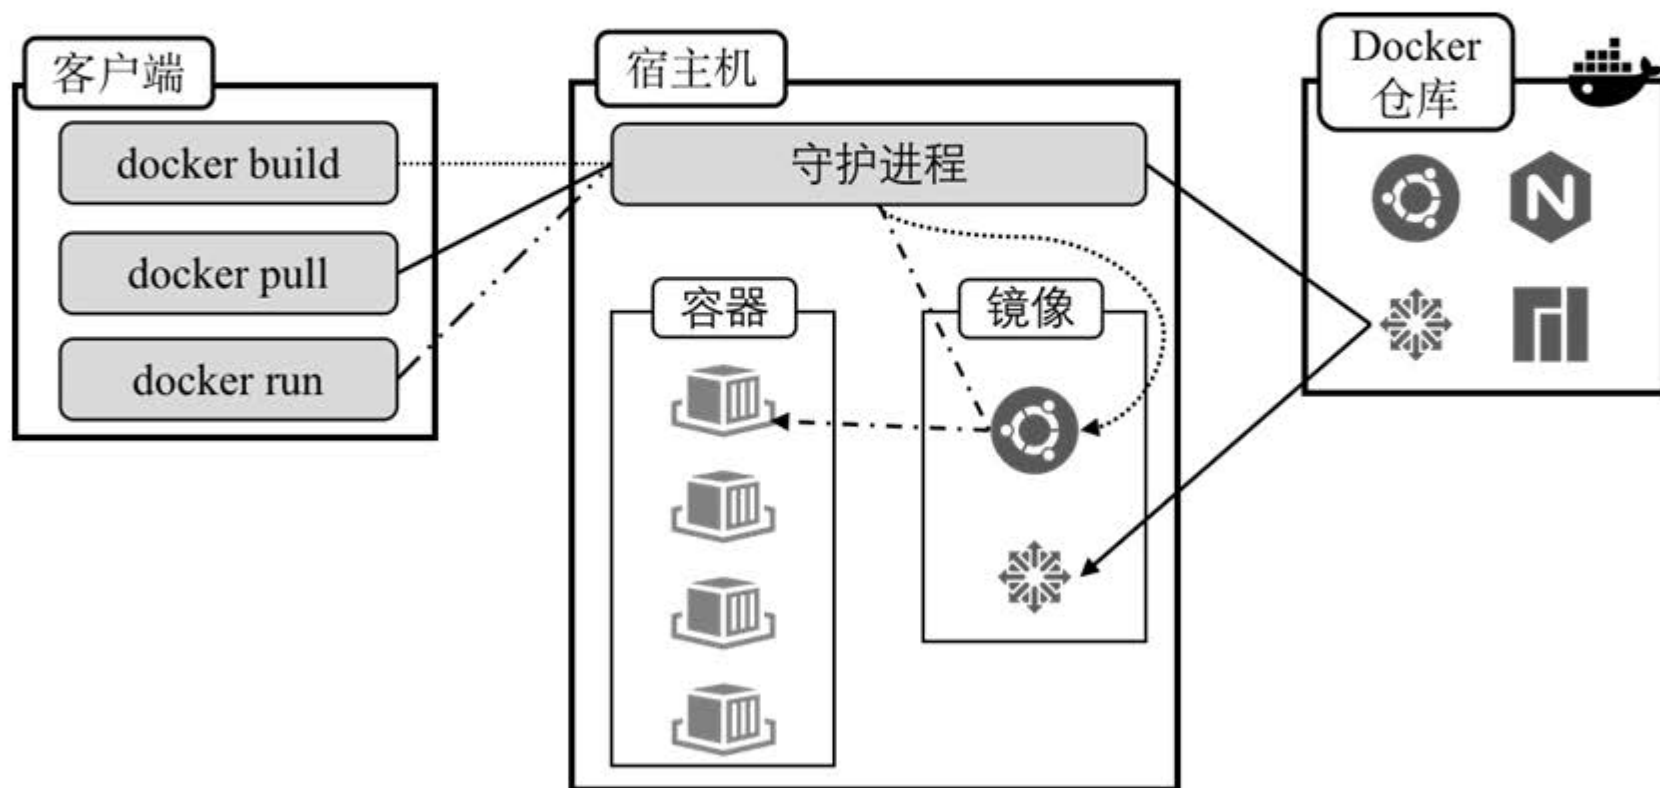 客户端
docker build
docker pull
docker run
宿主机
守护进程
容器
镜像
Docker
仓库